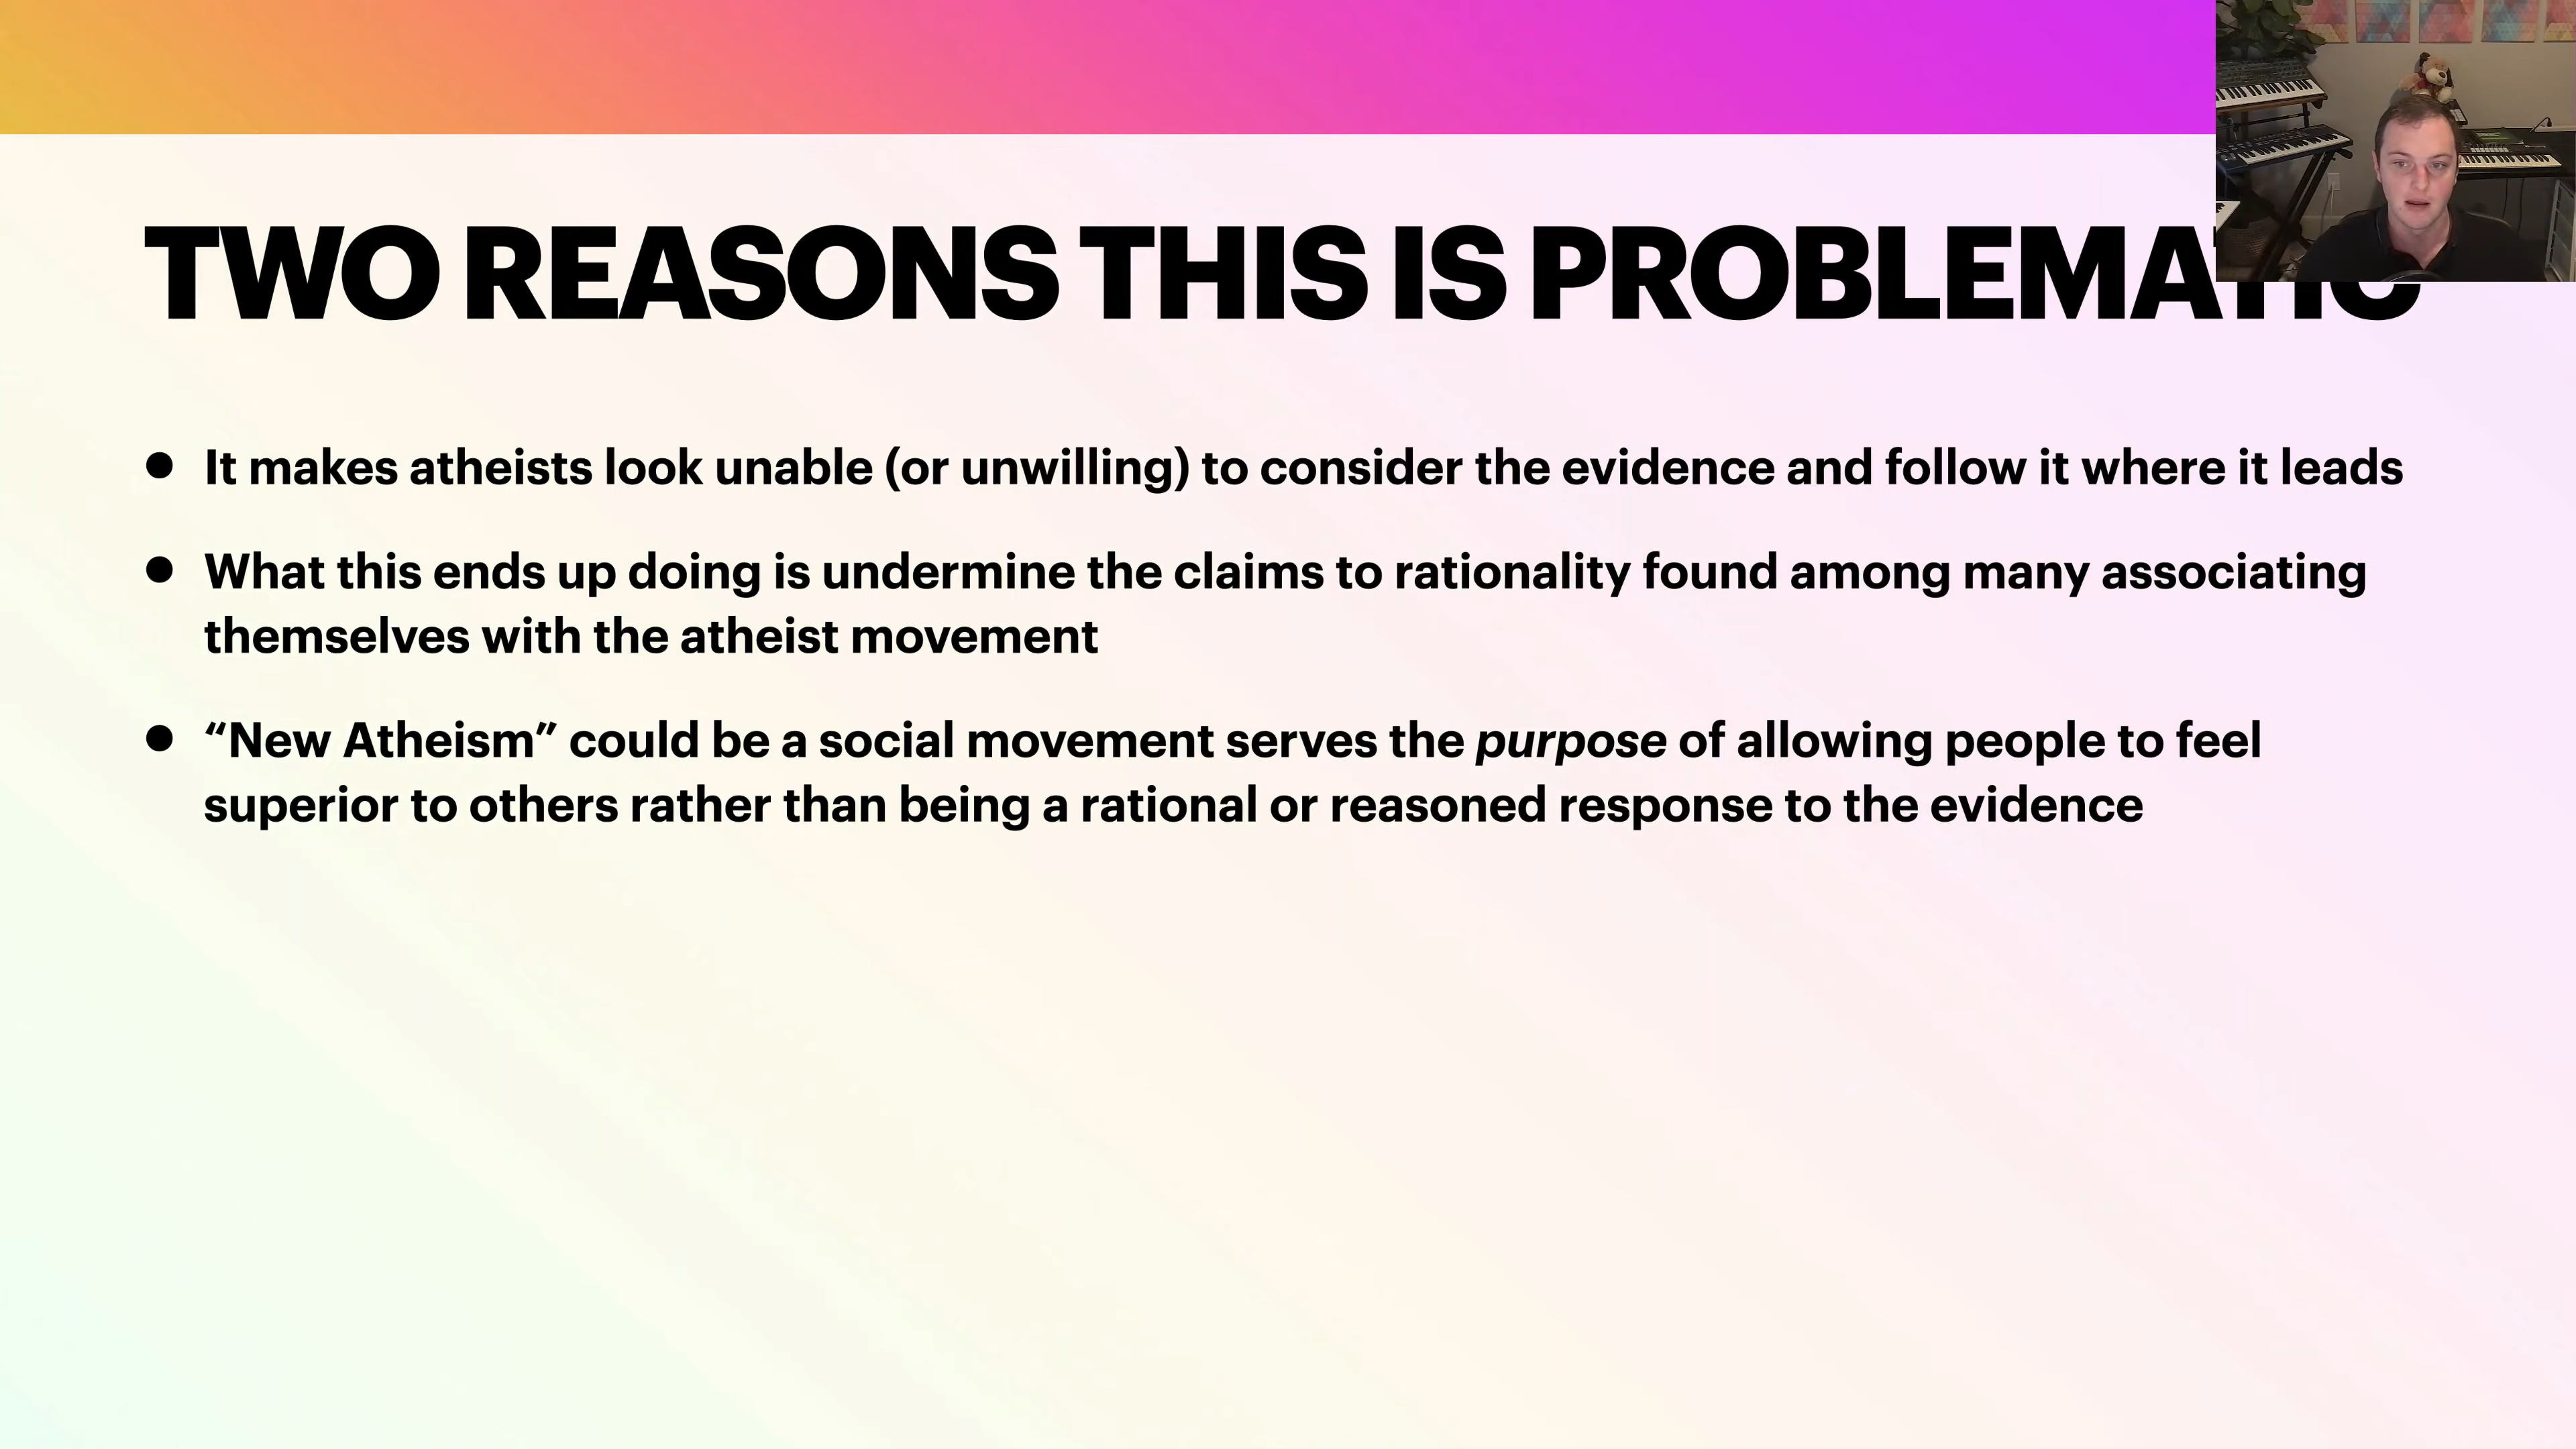 TWO REASONS THIS IS PROBLEMATIC
● It makes atheists look unable (or unwilling) to consider the evidence and follow it where it leads
● What this ends up doing is undermine the claims to rationality found among many associating
themselves with the atheist movement
● “New Atheism” could be a social movement serves the purpose of allowing people to feel
superior to others rather than being a rational or reasoned response to the evidence